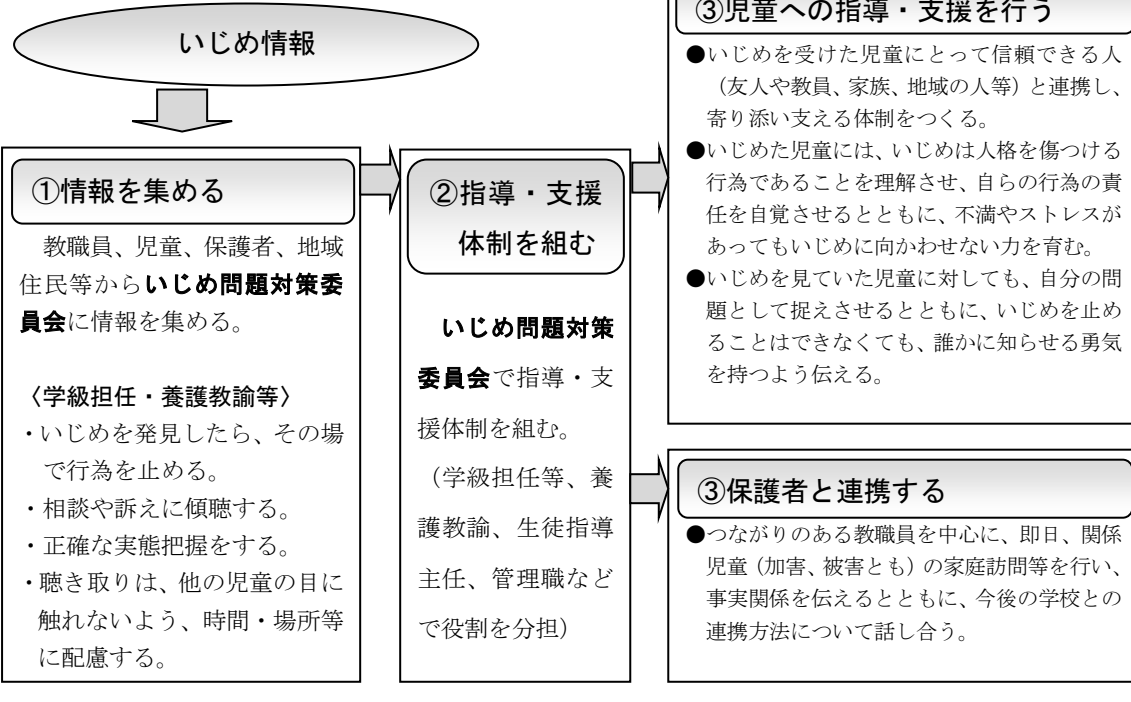 いじめ情報
①情報を集める
教職員、児童、保護者、地域
住民等からいじめ問題対策委
員会に情報を集める。
〈学級担任・養護教諭等〉
・いじめを発見したら、その場
で行為を止める。
・相談や訴えに傾聴する。
・正確な実態把握をする。
・聴き取りは、他の児童の目に
触れないよう、時間・場所等
に配慮する。
②指導・支援
体制を組む
いじめ問題対策
委員会で指導・支
援体制を組む。
（学級担任等、養
護教諭、生徒指導
主任、管理職など
で役割を分担）
③児童への指導・支援を行う
●いじめを受けた児童にとって信頼できる人
（友人や教員、家族、地域の人等）と連携し、
寄り添い支える体制をつくる。
●いじめた児童には、いじめは人格を傷つける
行為であることを理解させ、自らの行為の責
任を自覚させるとともに、不満やストレスが
あってもいじめに向かわせない力を育む。
●いじめを見ていた児童に対しても、自分の問
題として捉えさせるとともに、いじめを止め
ることはできなくても、誰かに知らせる勇気
を持つよう伝える。
③保護者と連携する
●つながりのある教職員を中心に、即日、関係
児童（加害、被害とも）の家庭訪問等を行い、
事実関係を伝えるとともに、今後の学校との
連携方法について話し合う。